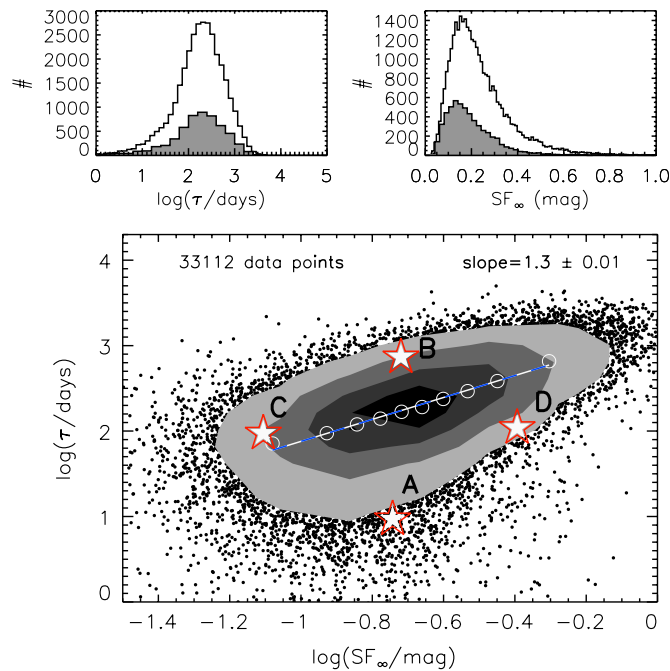 3000
2500
2000
1500
1000
500
0
#
0 1 2 3 4 5
log(τ/days)
1400
1200
1000
800
600
400
200
0
#
0.0 0.2 0.4 0.6 0.8 1.0
SF∞ (mag)
33112 data points
slope=1.3 ± 0.01
4
3
2
1
0
log(τ/days)
B
C
D
A
-1.4 -1.2 -1 -0.8 -0.6 -0.4 -0.2 0
log(SF∞/mag)